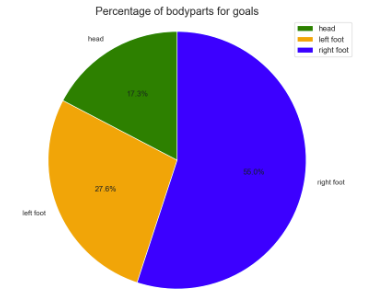 Percentage of bodyparts for goals
head
left foot
right foot
head
17.3%
27.6%
right foot
left foot